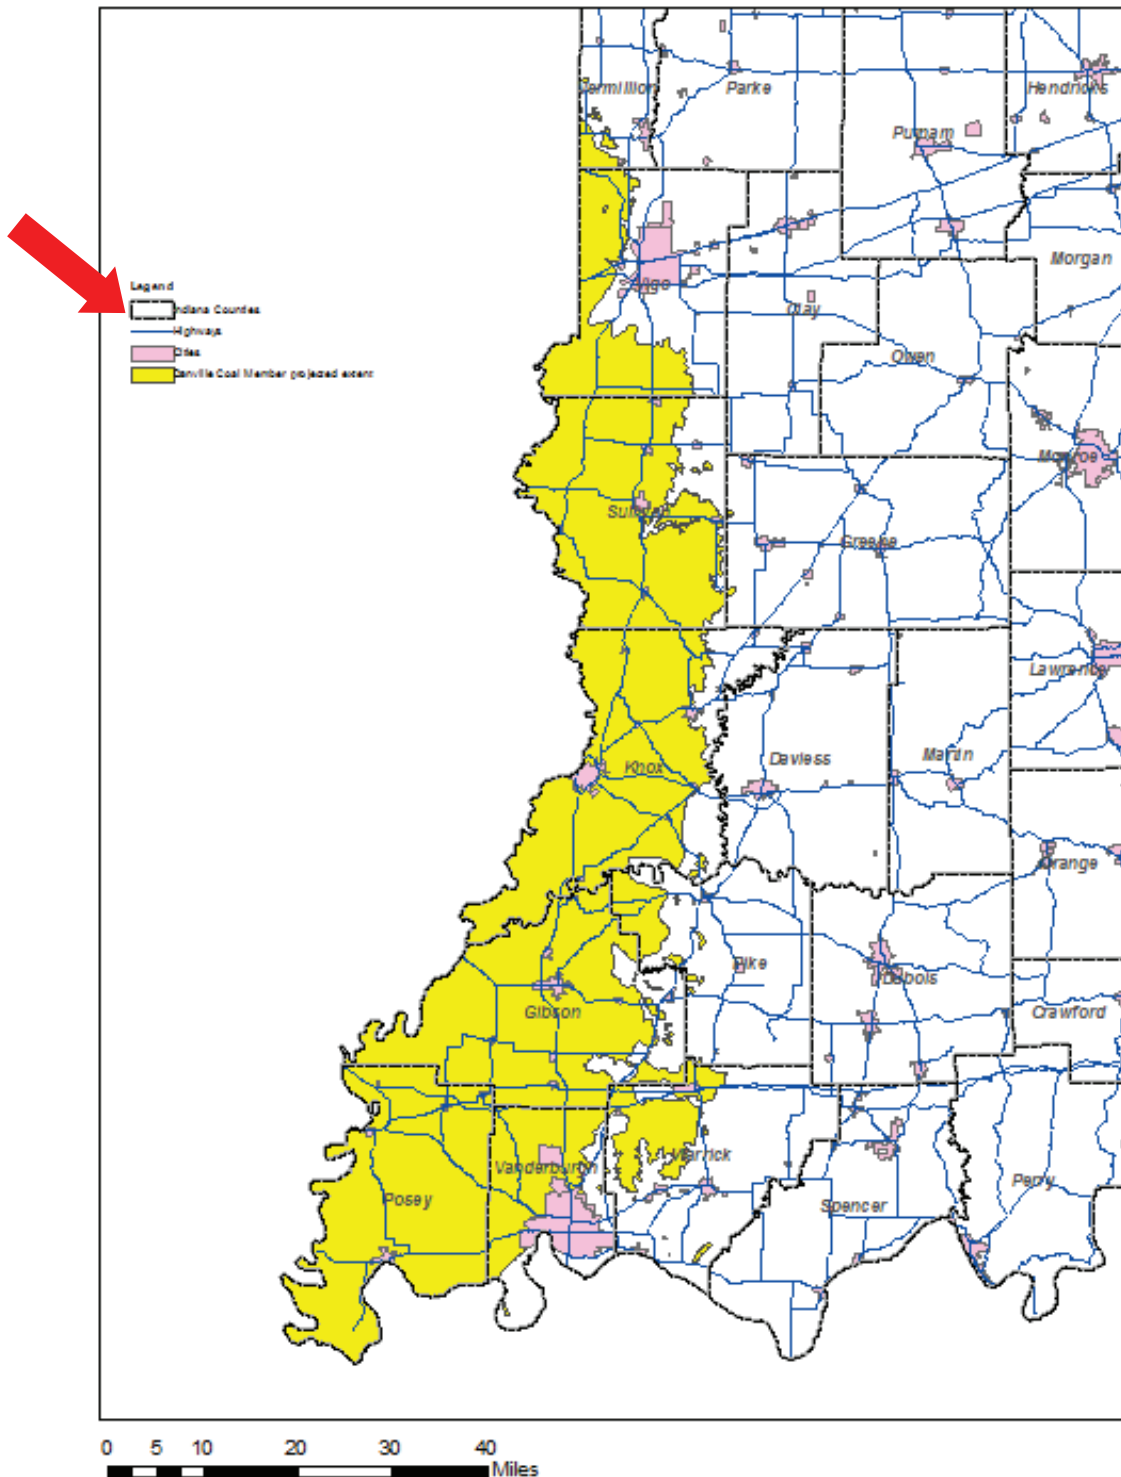 Vermillion
Parke
Hendricks
Putnam
Morgan
Legend
Indiana Counties
Highways
Cities
Danville Coal Member projected extent
Vigo
Clay
Owen
Monroe
Sullivan
Greene
Lawrence
Knox
Daviess
Martin
Orange
Pike
Dubois
Gibson
Crawford
Vanderburgh
Warrick
Posey
Spencer
Perry
0 5 10 20 30 40
Miles